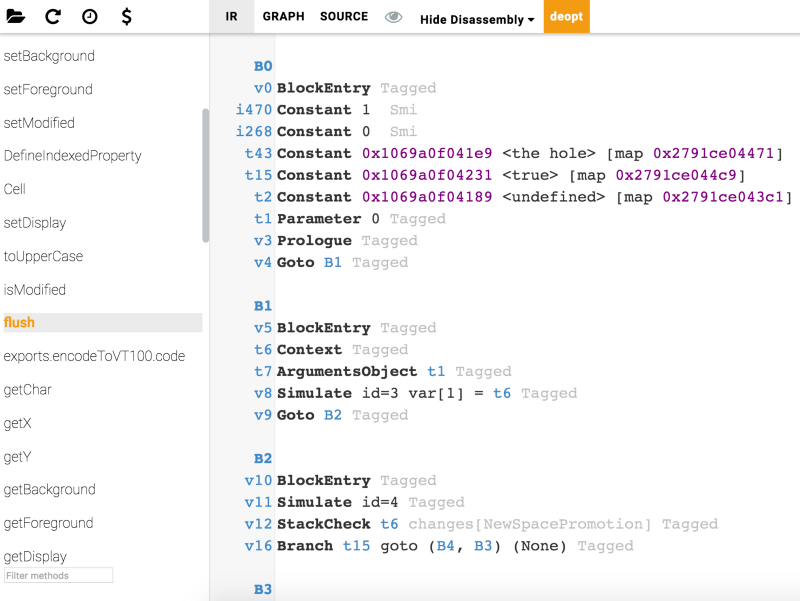 IR GRAPH SOURCE Hide Disassembly deopt
setBackground
setForeground
setModified
DefineIndexedProperty
Cell
setDisplay
toUpperCase
isModified
flush
exports.encodeToVT100.code
getChar
getX
getY
getBackground
getForeground
getDisplay
Filter methods
B0
v0 BlockEntry Tagged
i470 Constant 1 Smi
i268 Constant 0 Smi
t43 Constant 0x1069a0f041e9 <the hole> [map 0x2791ce04471]
t15 Constant 0x1069a0f04231 <true> [map 0x2791ce044c9]
t2 Constant 0x1069a0f04189 <undefined> [map 0x2791ce043c1]
t1 Parameter 0 Tagged
v3 Prologue Tagged
v4 Goto B1 Tagged
B1
v5 BlockEntry Tagged
t6 Context Tagged
t7 ArgumentsObject t1 Tagged
v8 Simulate id=3 var[1] = t6 Tagged
v9 Goto B2 Tagged
B2
v10 BlockEntry Tagged
v11 Simulate id=4 Tagged
v12 StackCheck t6 changes[NewSpacePromotion] Tagged
v16 Branch t15 goto (B4, B3) (None) Tagged
B3